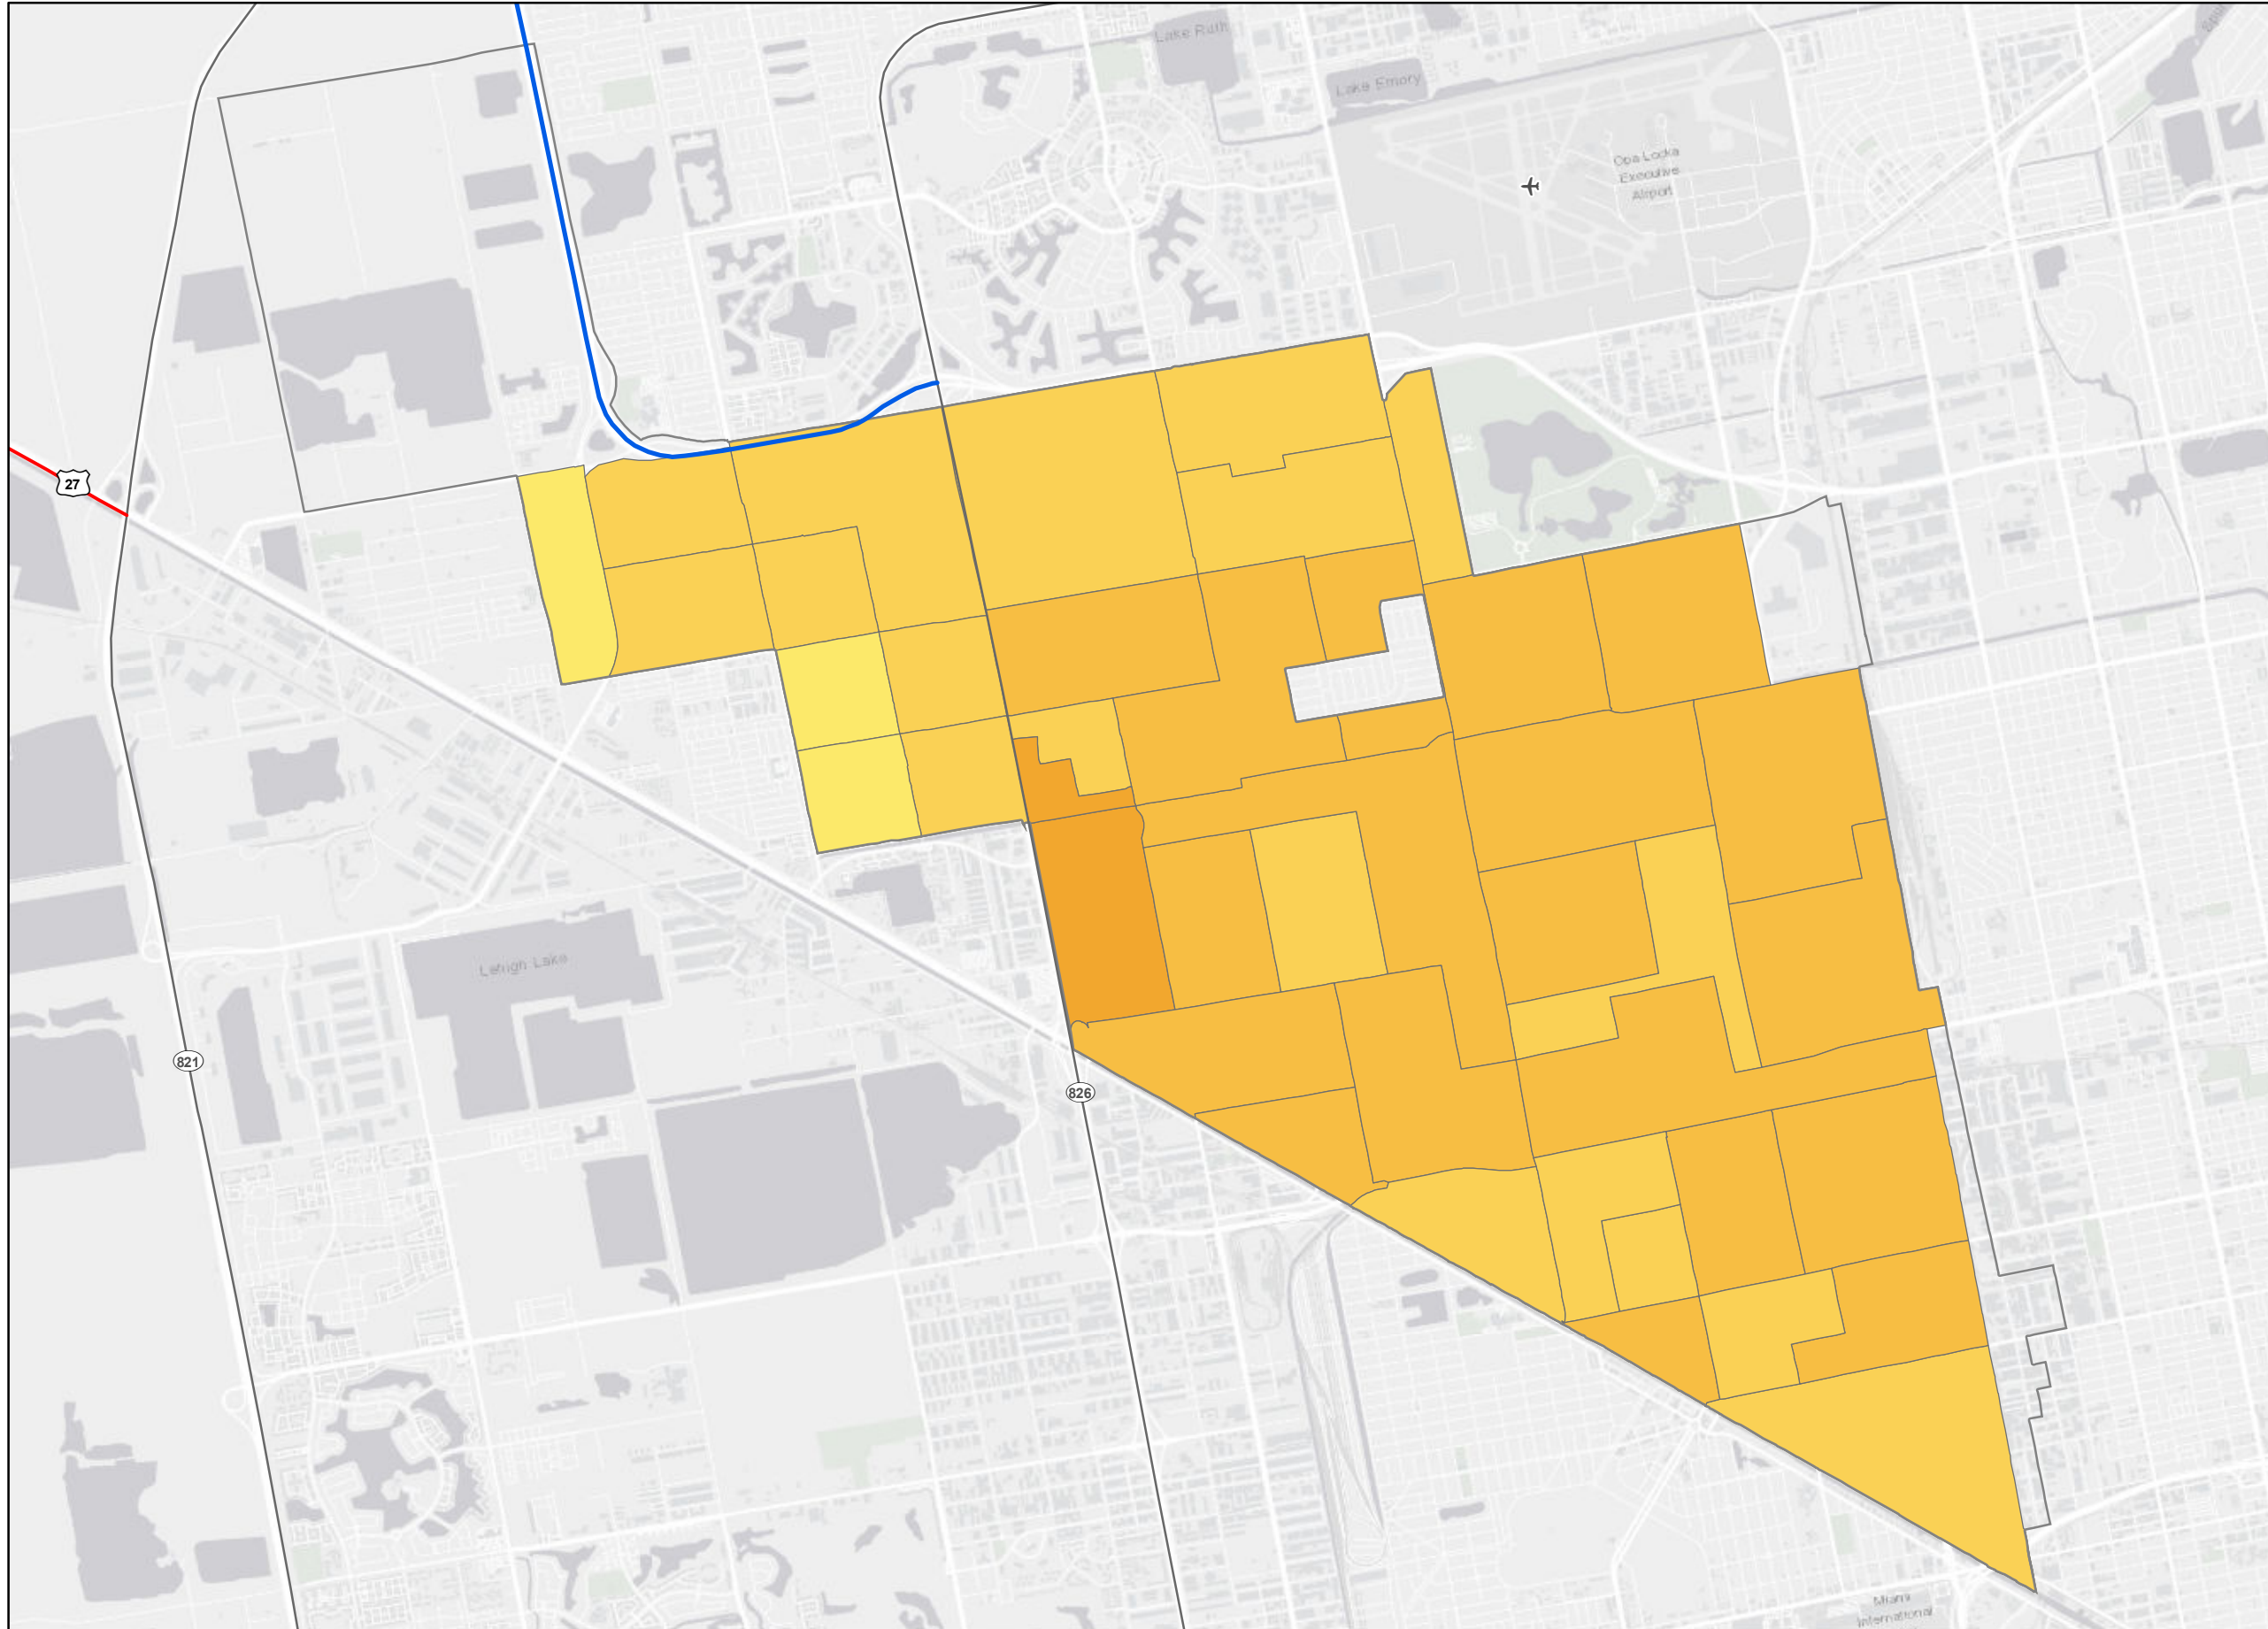 Lake Ruth
Lake Emory
Opa Locka
Executive
Airport
27
Lehigh Lake
821
826
Miami
International